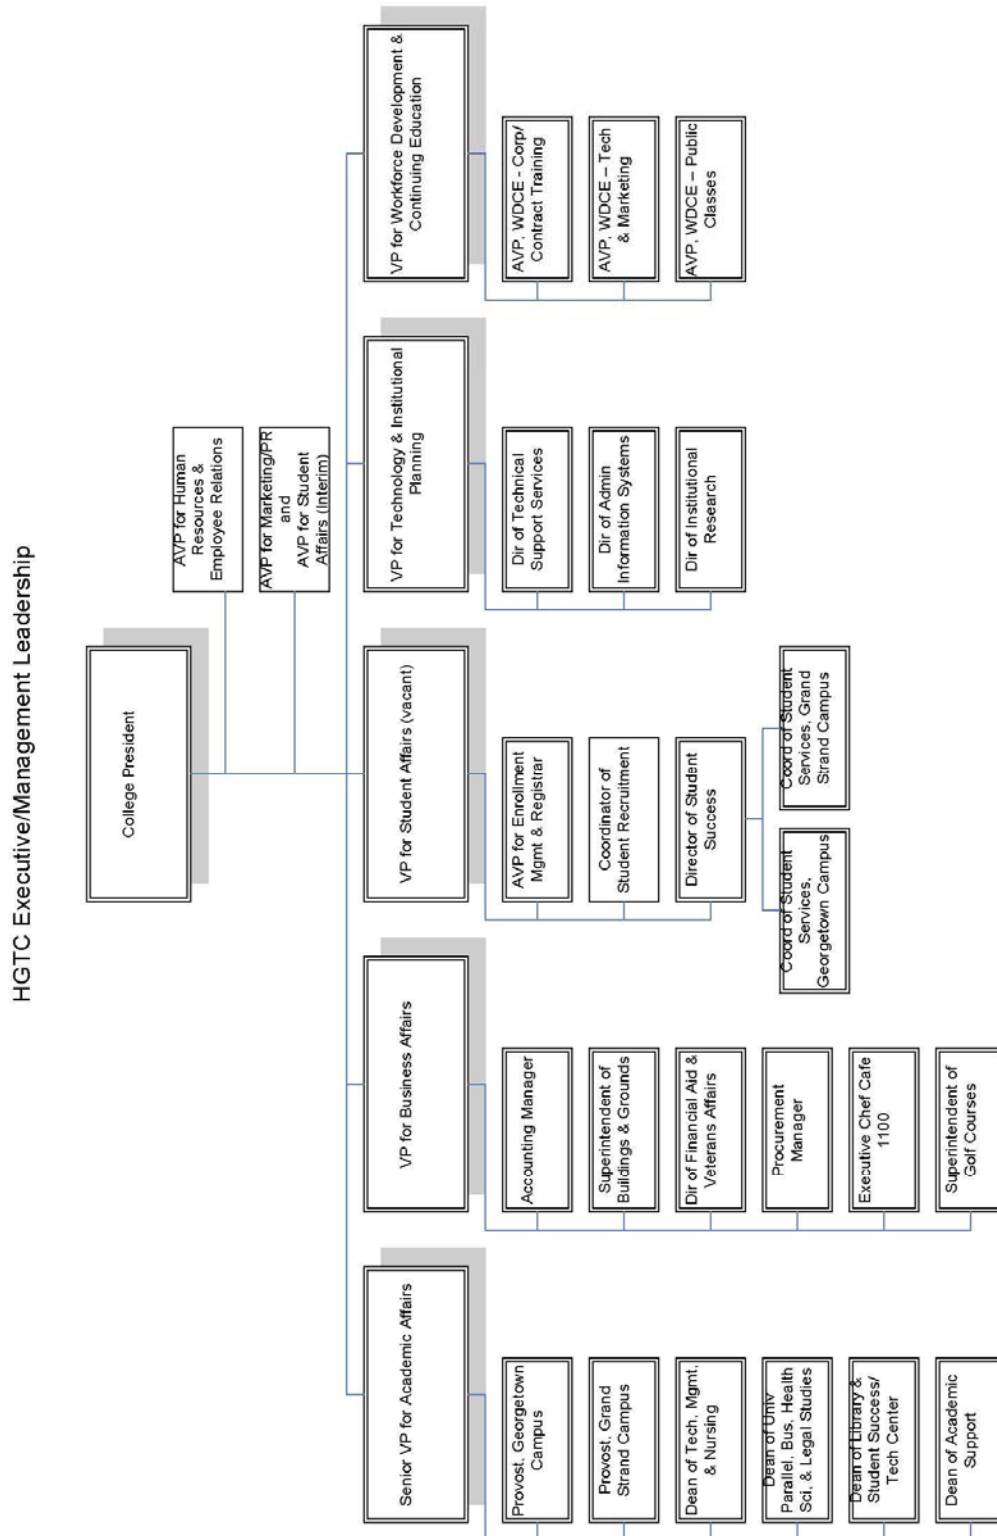 HGTC Executive/Management Leadership
College President
AVP for Human
Resources &
Employee Relations
AVP for Marketing/PR
and
AVP for Student
Affairs (Interim)
Senior VP for Academic Affairs
VP for Business Affairs
VP for Student Affairs (vacant)
VP for Technology & Institutional
Planning
VP for Workforce Development &
Continuing Education
Provost, Georgetown
Campus
Provost, Grand
Strand Campus
Dean of Tech, Mgmt,
& Nursing
Dean of Univ
Parallel, Bus, Health
Sci, & Legal Studies
Dean of Library &
Student Success/
Tech Center
Dean of Academic
Support
Accounting Manager
Superintendent of
Buildings & Grounds
Dir of Financial Aid &
Veterans Affairs
Procurement
Manager
Executive Chef Cafe
1100
Superintendent of
Golf Courses
AVP for Enrollment
Mgmt & Registrar
Coordinator of
Student Recruitment
Director of Student
Success
Coord of Student
Services,
Georgetown Campus
Coord of Student
Services, Grand
Strand Campus
Dir of Technical
Support Services
Dir of Admin
Information Systems
Dir of Institutional
Research
AVP, WDCE - Corp/
Contract Training
AVP, WDCE – Tech
& Marketing
AVP, WDCE – Public
Classes